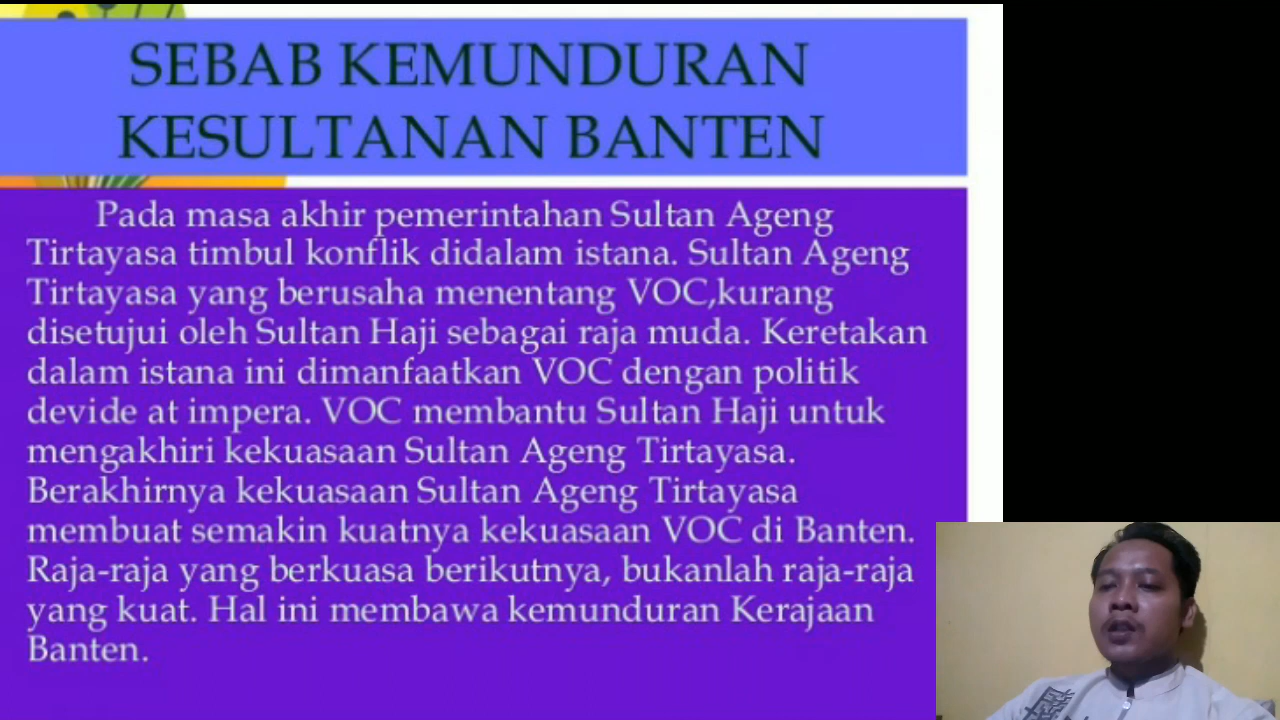 SEBAB KEMUNDURAN
KESULTANAN BANTEN
Pada masa akhir pemerintahan Sultan Ageng
Tirtayasa timbul konflik didalam istana. Sultan Ageng
Tirtayasa yang berusaha menentang VOC,kurang
disetujui oleh Sultan Haji sebagai raja muda. Keretakan
dalam istana ini dimanfaatkan VOC dengan politik
devide at impera. VOC membantu Sultan Haji untuk
mengakhiri kekuasaan Sultan Ageng Tirtayasa.
Berakhirnya kekuasaan Sultan Ageng Tirtayasa
membuat semakin kuatnya kekuasaan VOC di Banten.
Raja-raja yang berkuasa berikutnya, bukanlah raja-raja
yang kuat. Hal ini membawa kemunduran Kerajaan
Banten.